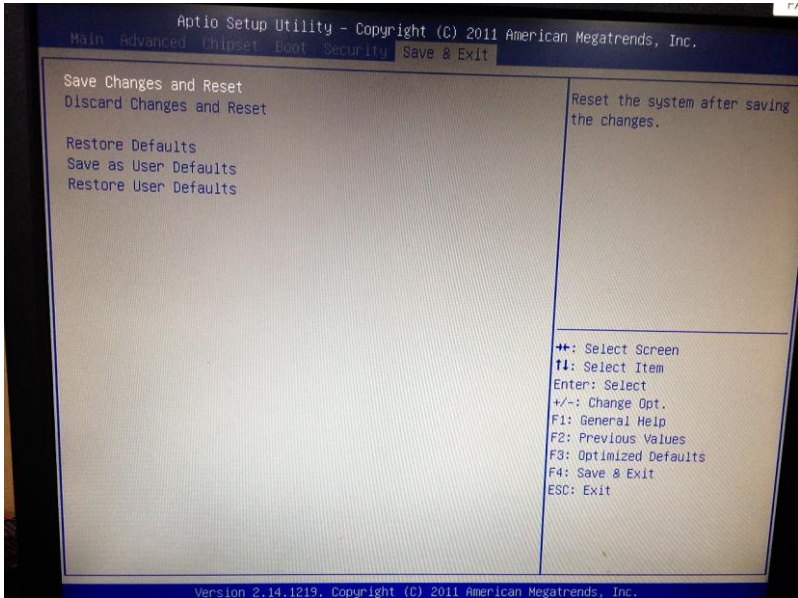 Aptio Setup Utility - Copyright (C) 2011 American Megatrends, Inc.
Main Advanced Chipset Boot Security Save & Exit
Save Changes and Reset
Discard Changes and Reset
Restore Defaults
Save as User Defaults
Restore User Defaults
Reset the system after saving
the changes.
→←: Select Screen
↑↓: Select Item
Enter: Select
+/-: Change Opt.
F1: General Help
F2: Previous Values
F3: Optimized Defaults
F4: Save & Exit
ESC: Exit
Version 2.14.1219. Copyright (C) 2011 American Megatrends, Inc.